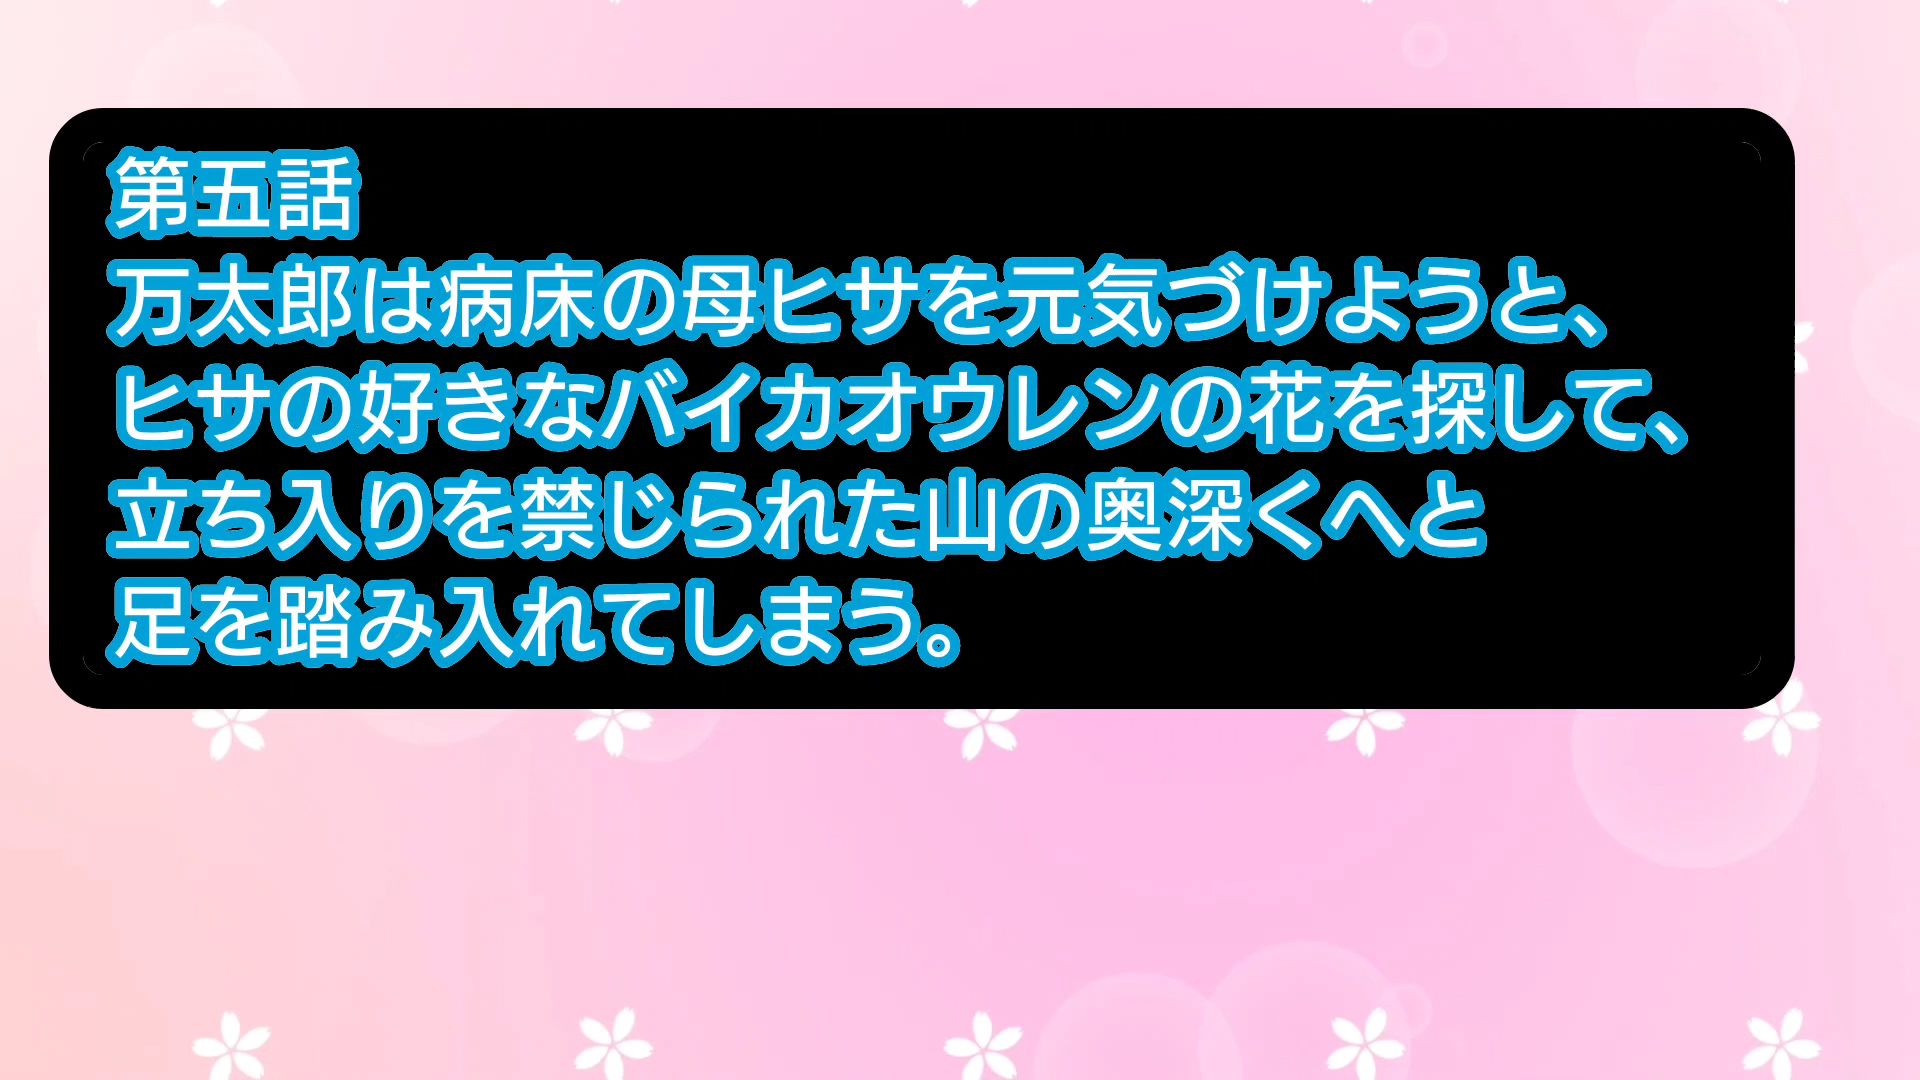 第五話
万太郎は病床の母ヒサを元気づけようと、
ヒサの好きなバイカオウレンの花を探して、
立ち入りを禁じられた山の奥深くへと
足を踏み入れてしまう。